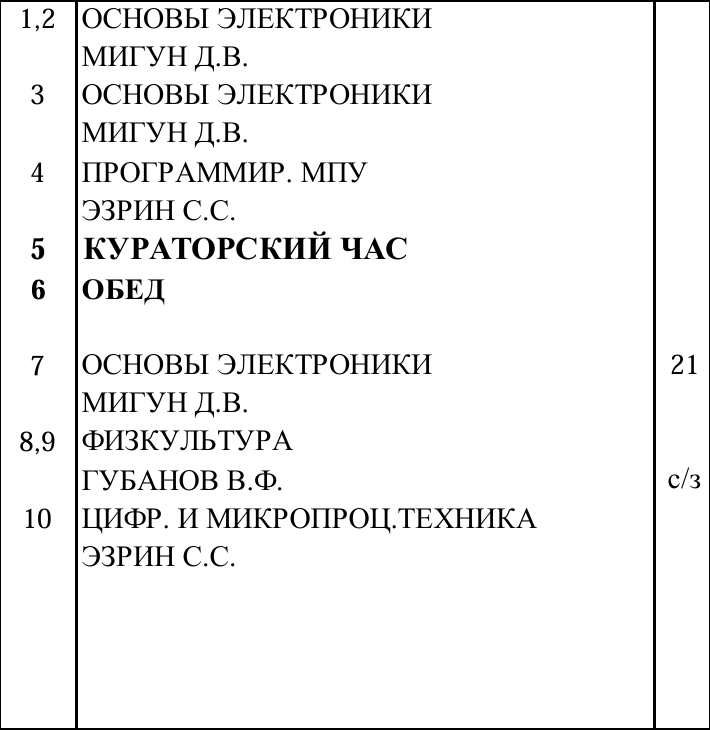 1,2 ОСНОВЫ ЭЛЕКТРОНИКИ
МИГУН Д.В.
3 ОСНОВЫ ЭЛЕКТРОНИКИ
МИГУН Д.В.
4 ПРОГРАММИР. МПУ
ЭЗРИН С.С.
5 КУРАТОРСКИЙ ЧАС
6 ОБЕД
7 ОСНОВЫ ЭЛЕКТРОНИКИ 21
МИГУН Д.В.
8,9 ФИЗКУЛЬТУРА
ГУБАНОВ В.Ф. с/з
10 ЦИФР. И МИКРОПРОЦ.ТЕХНИКА
ЭЗРИН С.С.